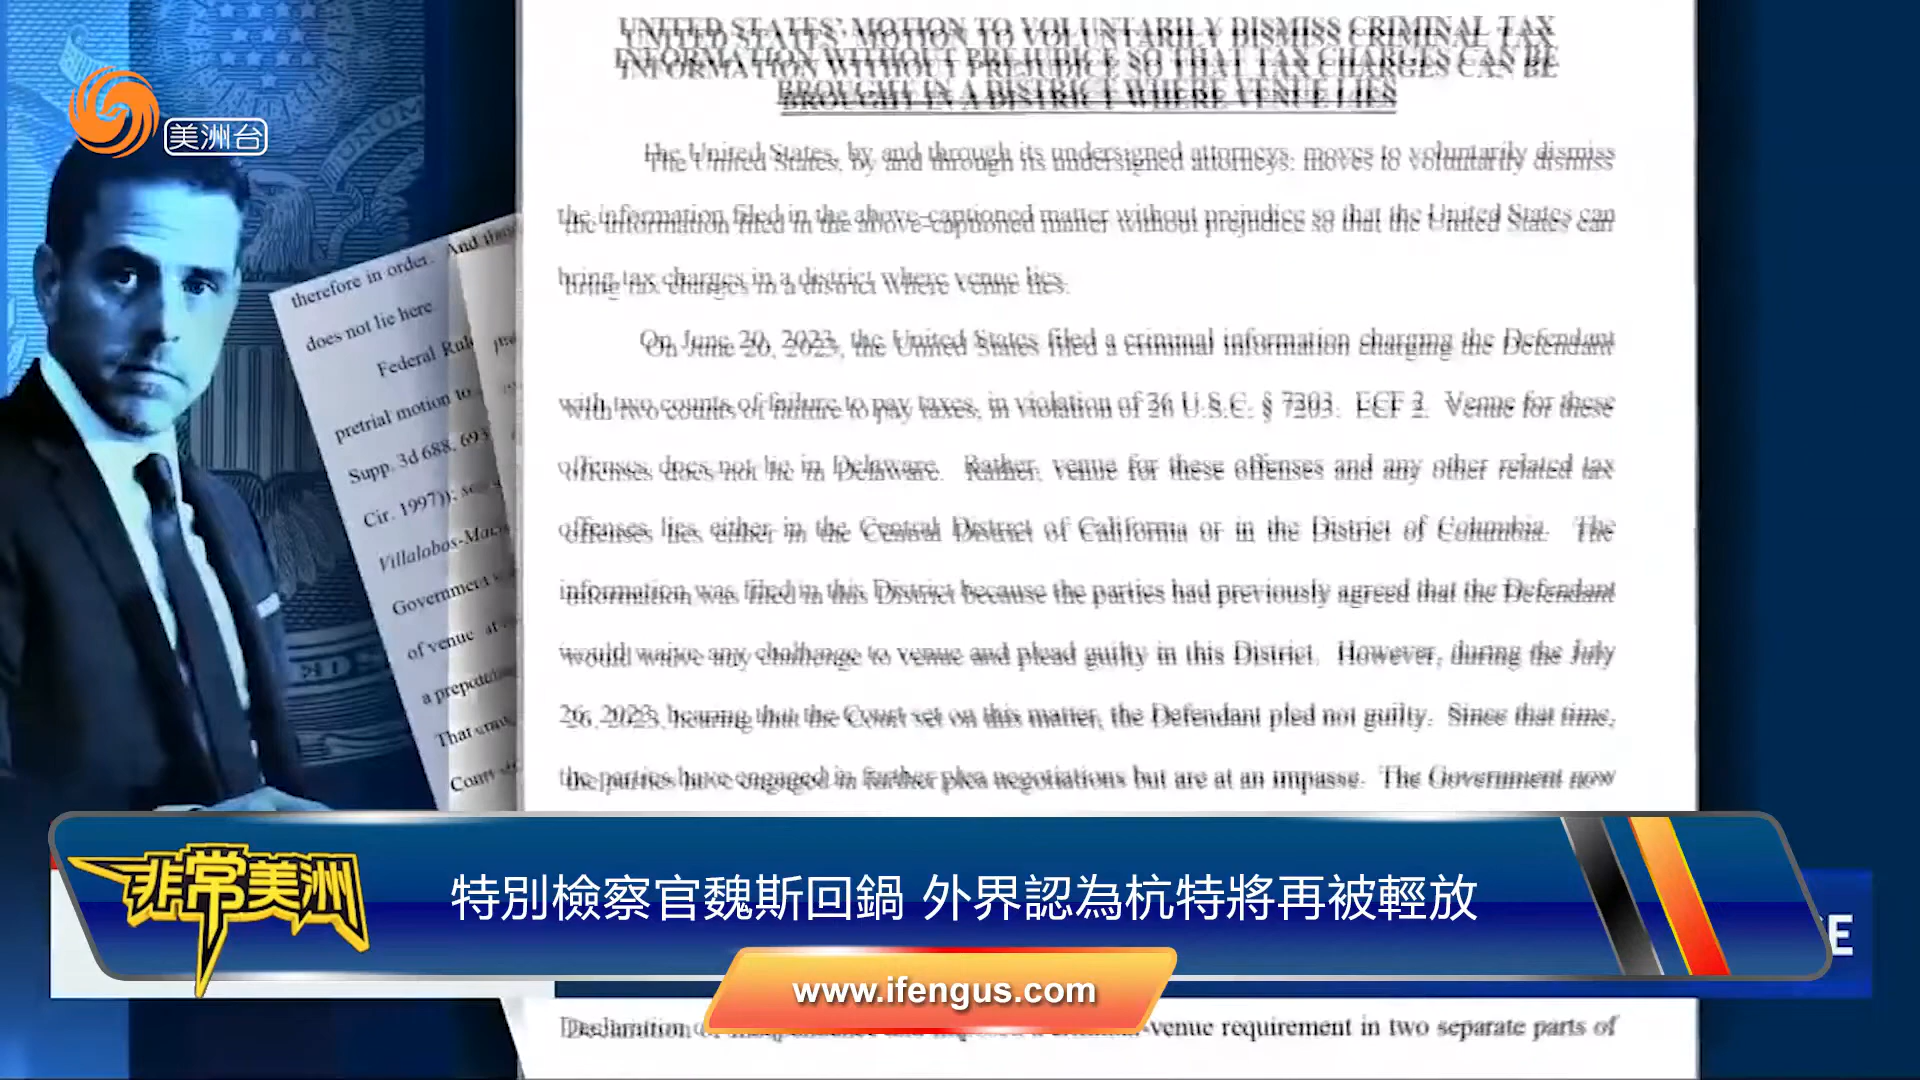 美洲台
UNITED STATES' MOTION TO VOLUNTARILY DISMISS CRIMINAL TAX
INFORMATION WITHOUT PREJUDICE SO THAT TAX CHARGES CAN BE
BROUGHT IN A DISTRICT WHERE VENUE LIES
The United States, by and through its undersigned attorneys, moves to voluntarily dismiss
the information filed in the above-captioned matter without prejudice so that the United States can
bring tax charges in a district where venue lies.
On June 20, 2023, the United States filed a criminal information charging the Defendant
with two counts of failure to pay taxes, in violation of 26 U.S.C. § 7203. ECF 2. Venue for these
offenses does not lie in Delaware. Rather, venue for these offenses and any other related tax
offenses lies either in the Central District of California or in the District of Columbia. The
information was filed in this District because the parties had previously agreed that the Defendant
would waive any challenge to venue and plead guilty in this District. However, during the July
26, 2023, hearing that the Court set on this matter, the Defendant pled not guilty. Since that time,
the parties have engaged in further plea negotiations but are at an impasse. The Government now
therefore in order. And
does not lie here
Federal
pretrial motion to
Supp. 3d 688, 693
Cir. 1997));
Government
of venue
a
That
Court
非常美洲
特別檢察官魏斯回鍋 外界認為杭特將再被輕放
E
www.ifengus.com
Declaration venue requirement in two separate parts of